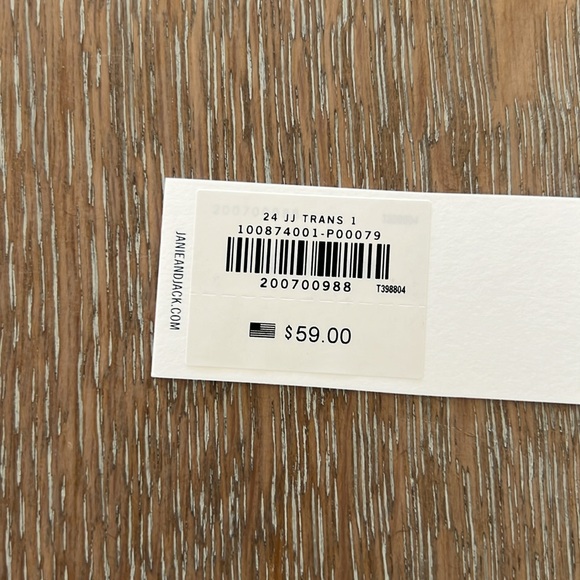 24 JJ TRANS 1
100874001-P00079
200700988
T398804
$59.00
JANIEANDJACK.COM